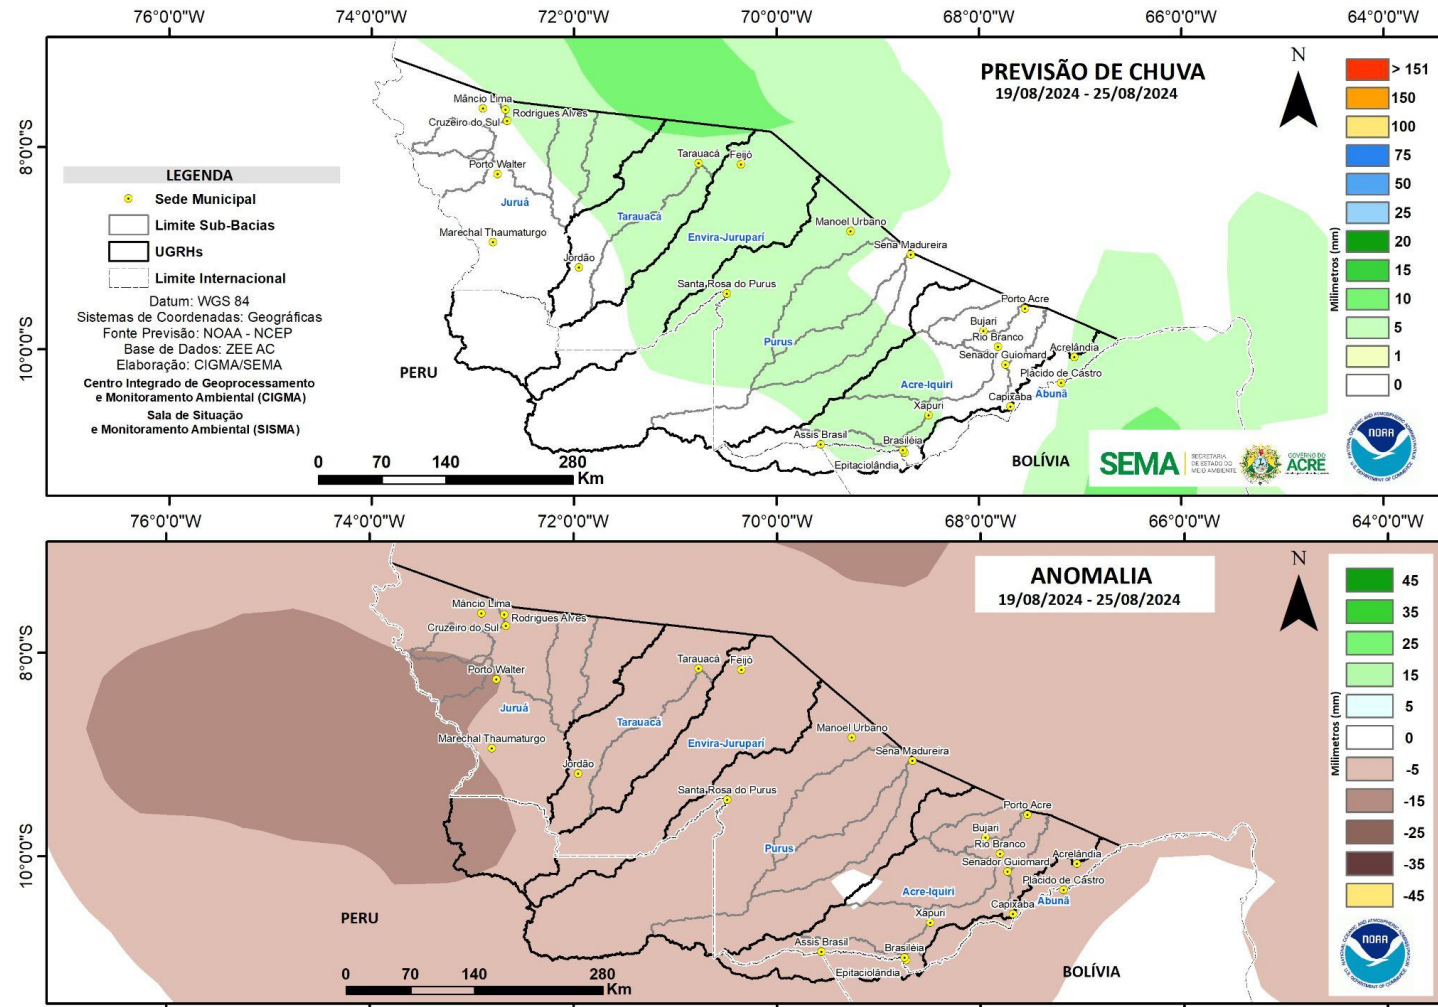 76°0'0"W 74°0'0"W 72°0'0"W 70°0'0"W 68°0'0"W 66°0'0"W 64°0'0"W
PREVISÃO DE CHUVA
19/08/2024 - 25/08/2024
N
8°0'0"S
10°0'0"S
LEGENDA
Sede Municipal
Limite Sub-Bacias
UGRHs
Limite Internacional
Datum: WGS 84
Sistemas de Coordenadas: Geográficas
Fonte Previsão: NOAA - NCEP
Base de Dados: ZEE AC
Elaboração: CIGMA/SEMA
Centro Integrado de Geoprocessamento
e Monitoramento Ambiental (CIGMA)
Sala de Situação
e Monitoramento Ambiental (SISMA)
0 70 140 280
Km
Mâncio Lima
Rodrigues Alves
Cruzeiro do Sul
Porto Walter
Juruá
Marechal Thaumaturgo
Jordão
Tarauacá
Feijó
Tarauacá
Envira-Jurupari
Manoel Urbano
Sena Madureira
Santa Rosa do Purus
Purus
Porto Acre
Bujari
Rio Branco
Senador Guiomard
Acrelândia
Plácido de Castro
Abunã
Acre-Iquiri
Capixaba
Xapuri
Assis Brasil
Brasiléia
Epitaciolândia
PERU
BOLÍVIA
Milímetros (mm)
> 151
150
100
75
50
25
20
15
10
5
1
0
SEMA
SECRETARIA
DE ESTADO DO
MEIO AMBIENTE
GOVERNO DO
ACRE
NOAA
76°0'0"W 74°0'0"W 72°0'0"W 70°0'0"W 68°0'0"W 66°0'0"W 64°0'0"W
ANOMALIA
19/08/2024 - 25/08/2024
N
8°0'0"S
10°0'0"S
Mâncio Lima
Rodrigues Alves
Cruzeiro do Sul
Porto Walter
Juruá
Marechal Thaumaturgo
Jordão
Tarauacá
Feijó
Tarauacá
Envira-Jurupari
Manoel Urbano
Sena Madureira
Santa Rosa do Purus
Purus
Porto Acre
Bujari
Rio Branco
Senador Guiomard
Acrelândia
Plácido de Castro
Abunã
Acre-Iquiri
Capixaba
Xapuri
Assis Brasil
Brasiléia
Epitaciolândia
PERU
BOLÍVIA
0 70 140 280
Km
Milímetros (mm)
45
35
25
15
5
0
-5
-15
-25
-35
-45
NOAA